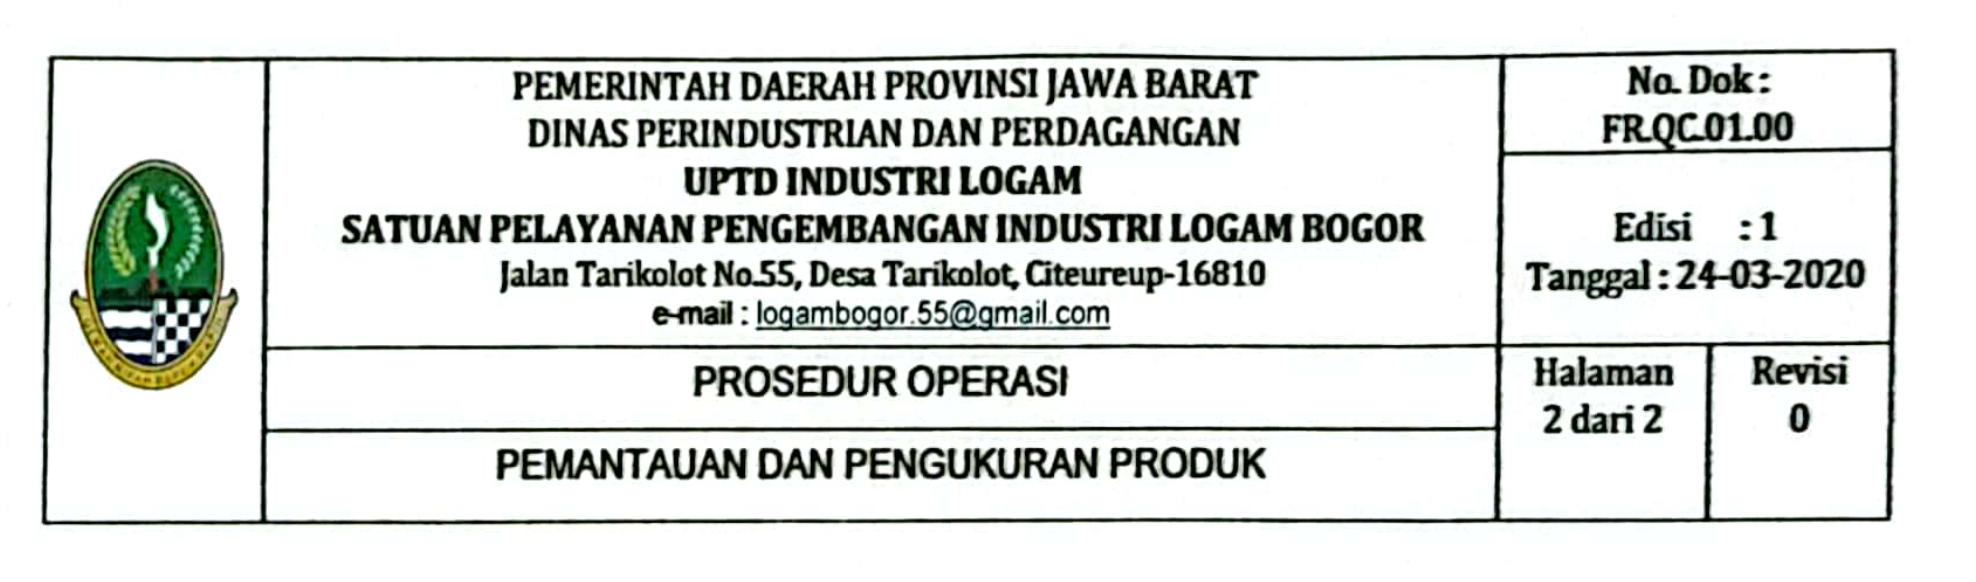 PEMERINTAH DAERAH PROVINSI JAWA BARAT
DINAS PERINDUSTRIAN DAN PERDAGANGAN
UPTD INDUSTRI LOGAM
SATUAN PELAYANAN PENGEMBANGAN INDUSTRI LOGAM BOGOR
Jalan Tarikolot No.55, Desa Tarikolot, Citeureup-16810
e-mail : logambogor.55@gmail.com
PROSEDUR OPERASI
PEMANTAUAN DAN PENGUKURAN PRODUK
No. Dok :
FR.QC.01.00
Edisi : 1
Tanggal : 24-03-2020
Halaman
2 dari 2
Revisi
0